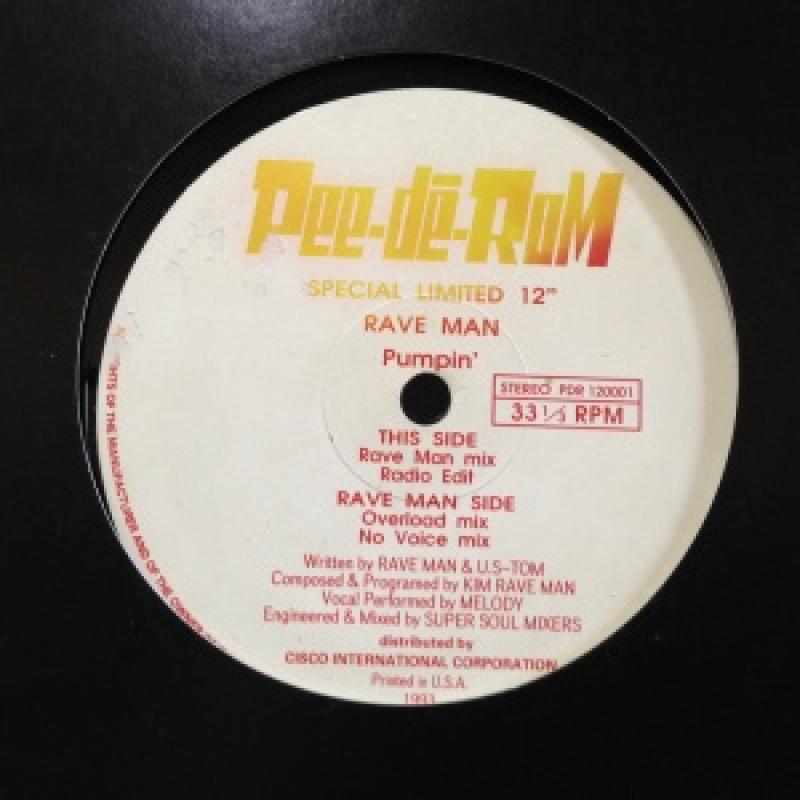 Pee-dē-RoM
SPECIAL LIMITED 12"
RAVE MAN
Pumpin'
STEREO PDR 120001
33 1/3 RPM
THIS SIDE
Rave Man mix
Radio Edit
RAVE MAN SIDE
Overload mix
No Voice mix
Written by RAVE MAN & U.S-TOM
Composed & Programed by KIM RAVE MAN
Vocal Performed by MELODY
Engineered & Mixed by SUPER SOUL MIXERS
distributed by
CISCO INTERNATIONAL CORPORATION
Printed in U.S.A.
1993
OF THE MANUFACTURER AND OF THE OWNER